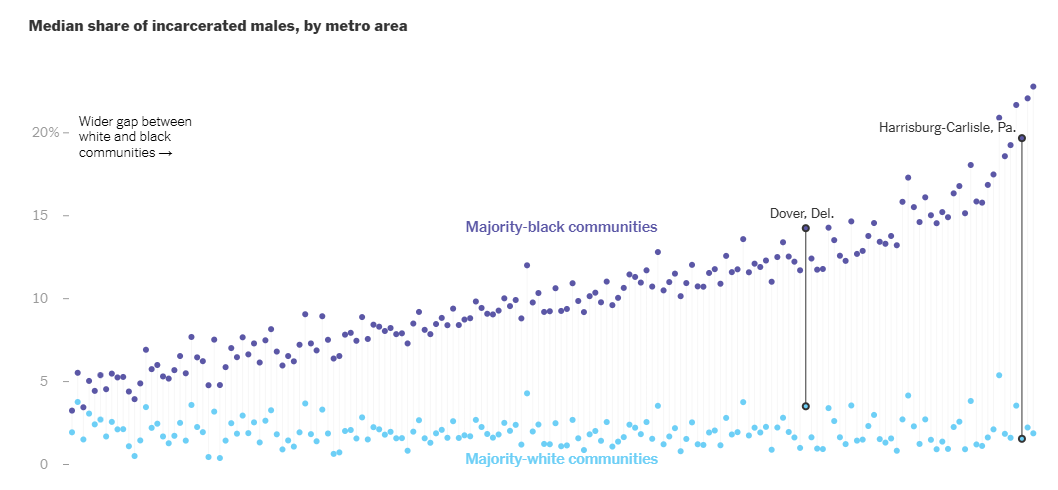 Median share of incarcerated males, by metro area
Wider gap between
white and black
communities →
20%
Harrisburg-Carlisle, Pa.
15
Dover, Del.
Majority-black communities
10
5
0
Majority-white communities